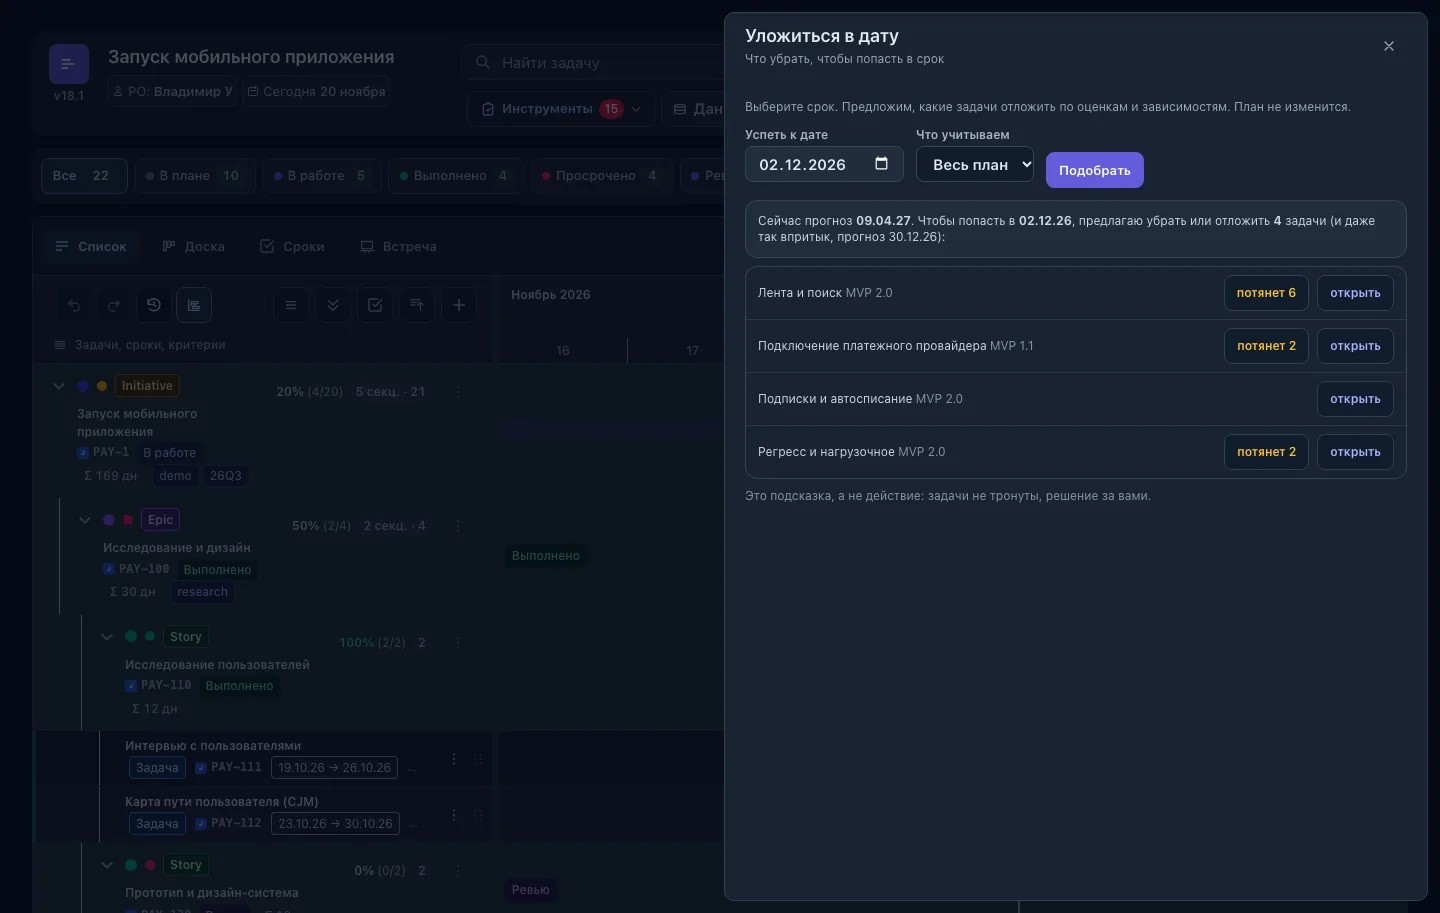 Запуск мобильного приложения
v18.1
PO: Владимир У
Сегодня 20 ноября
Найти задачу
Инструменты 15
Дан
Все 22
В плане 10
В работе 5
Выполнено 4
Просрочено 4
Рев
Список
Доска
Сроки
Встреча
Ноябрь 2026
Задачи, сроки, критерии
16
17
Initiative
20% (4/20) 5 секц. · 21
Запуск мобильного
приложения
PAY-1 В работе
Σ 169 дн demo 26Q3
Epic
50% (2/4) 2 секц. · 4
Исследование и дизайн
PAY-100 Выполнено
Σ 30 дн research
Выполнено
Story
100% (2/2) 2
Исследование пользователей
PAY-110 Выполнено
Σ 12 дн
Интервью с пользователями
Задача PAY-111 19.10.26 → 26.10.26 ...
Карта пути пользователя (CJM)
Задача PAY-112 23.10.26 → 30.10.26 ...
Story
0% (0/2) 2
Прототип и дизайн-система
Ревью
Уложиться в дату
Что убрать, чтобы попасть в срок
Выберите срок. Предложим, какие задачи отложить по оценкам и зависимостям. План не изменится.
Успеть к дате
Что учитываем
02.12.2026
Весь план
Подобрать
Сейчас прогноз 09.04.27. Чтобы попасть в 02.12.26, предлагаю убрать или отложить 4 задачи (и даже
так впритык, прогноз 30.12.26):
Лента и поиск MVP 2.0 потянет 6 открыть
Подключение платежного провайдера MVP 1.1 потянет 2 открыть
Подписки и автосписание MVP 2.0 открыть
Регресс и нагрузочное MVP 2.0 потянет 2 открыть
Это подсказка, а не действие: задачи не тронуты, решение за вами.